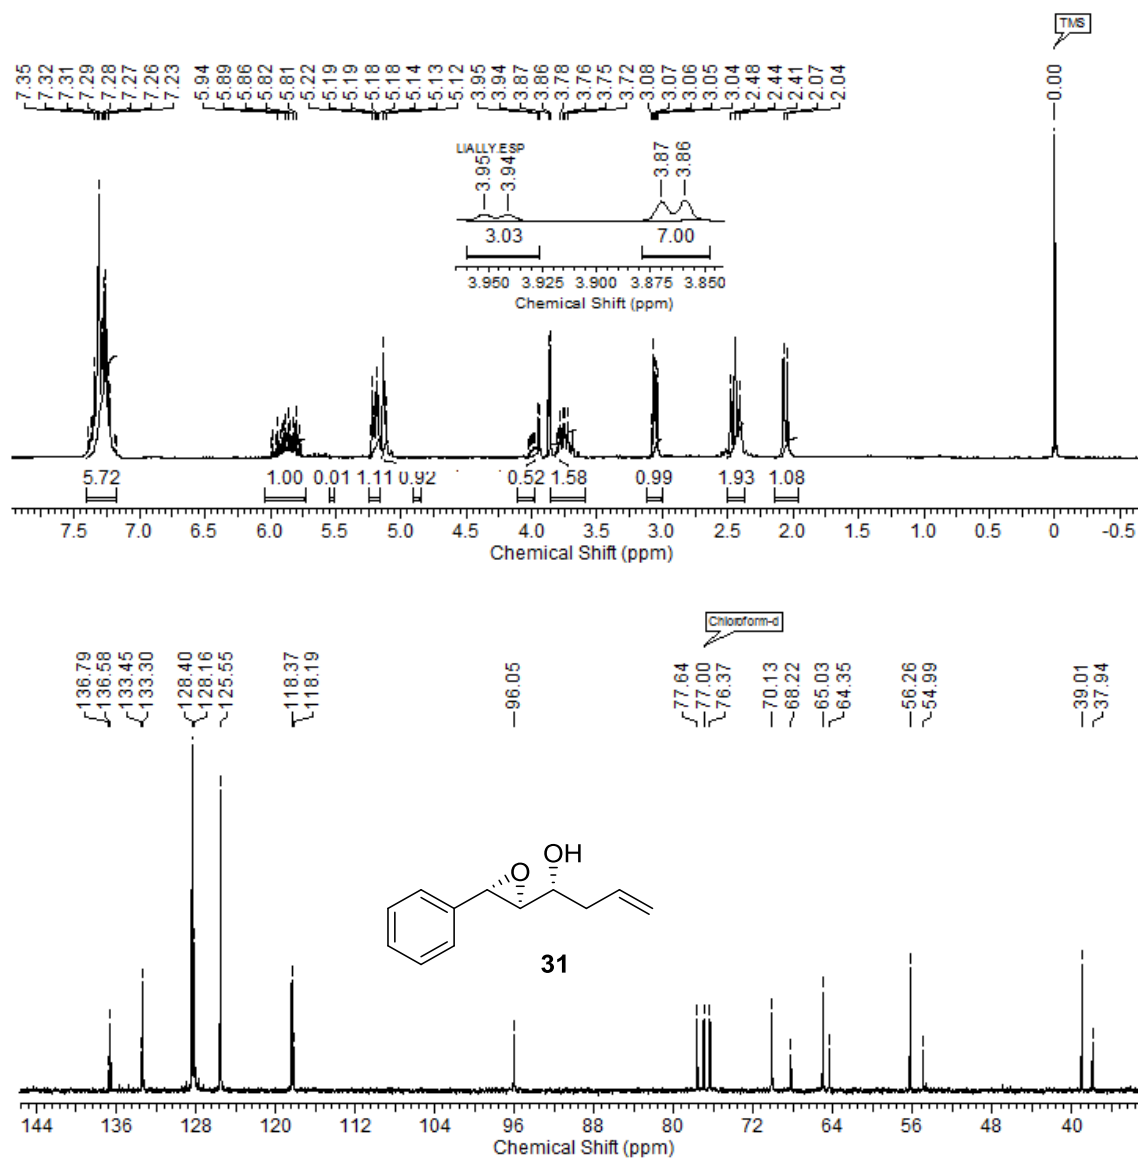 TMS
7.35 7.32 7.31 7.29 7.28 7.27 7.26 7.23 5.94 5.89 5.86 5.82 5.81 5.22 5.19 5.19 5.18 5.18 5.14 5.13 5.12 3.95 3.94 3.87 3.86 3.78 3.76 3.75 3.72 3.08 3.07 3.06 3.05 3.04 2.48 2.44 2.41 2.07 2.04 0.00
LIALLY.ESP
3.95 3.94 3.87 3.86
3.03 7.00
3.950 3.925 3.900 3.875 3.850
Chemical Shift (ppm)
5.72 1.00 0.01 1.11 0.92 0.52 1.58 0.99 1.93 1.08
7.5 7.0 6.5 6.0 5.5 5.0 4.5 4.0 3.5 3.0 2.5 2.0 1.5 1.0 0.5 0 -0.5
Chemical Shift (ppm)
Chloroform-d
136.79 136.58 133.45 133.30 128.40 128.16 125.55 118.37 118.19 96.05 77.64 77.00 76.37 70.13 68.22 65.03 64.35 56.26 54.99 39.01 37.94
OH
O
31
144 136 128 120 112 104 96 88 80 72 64 56 48 40
Chemical Shift (ppm)